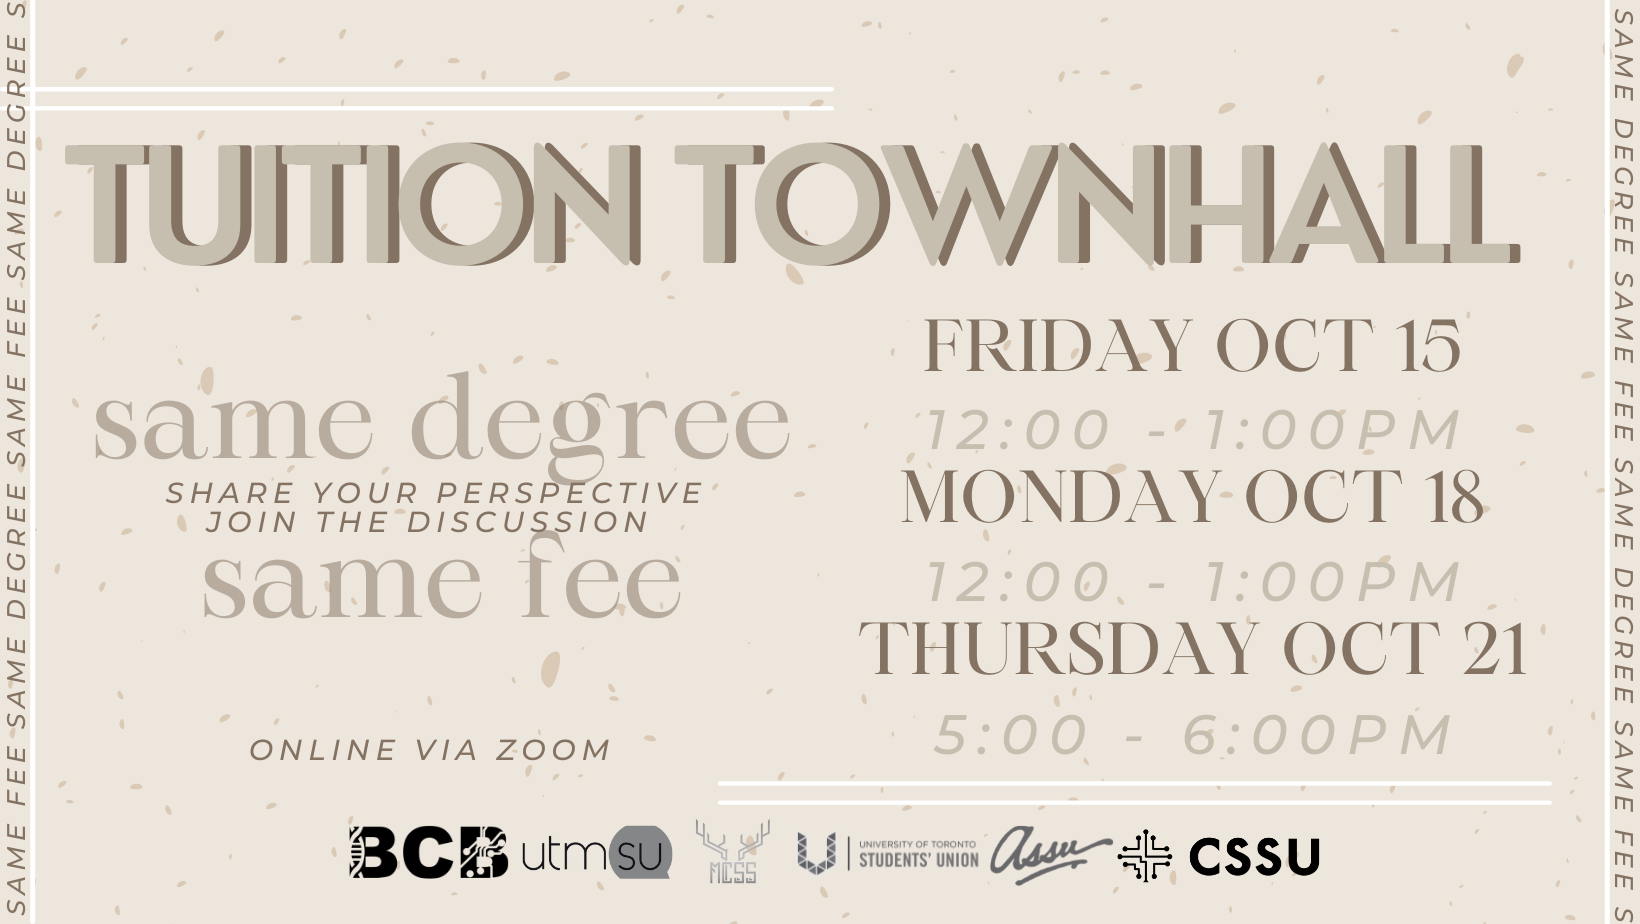 TUITION TOWNHALL
same degree
SHARE YOUR PERSPECTIVE
JOIN THE DISCUSSION
same fee
ONLINE VIA ZOOM
FRIDAY OCT 15
12:00 - 1:00PM
MONDAY OCT 18
12:00 - 1:00PM
THURSDAY OCT 21
5:00 - 6:00PM
BCB
utmsu
MCSS
UNIVERSITY OF TORONTO
STUDENTS' UNION
assu
CSSU
SAME FEE SAME DEGREE SAME FEE SAME DEGREE SAME FEE SAME DEGREE S
SAME DEGREE SAME FEE SAME DEGREE SAME FEE SAME DEGREE SAME FEE S